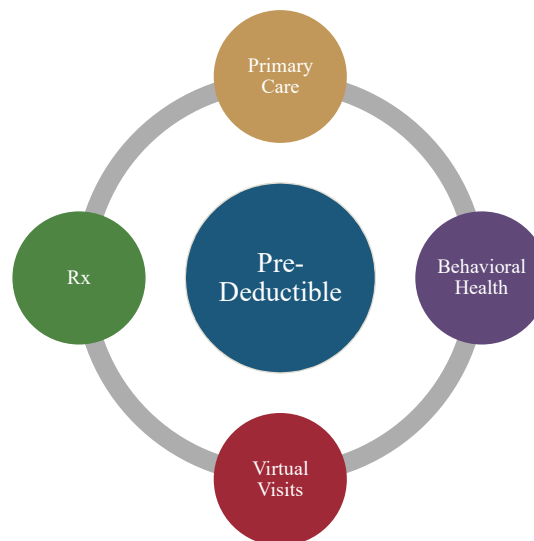 Primary
Care
Rx
Pre-
Deductible
Behavioral
Health
Virtual
Visits